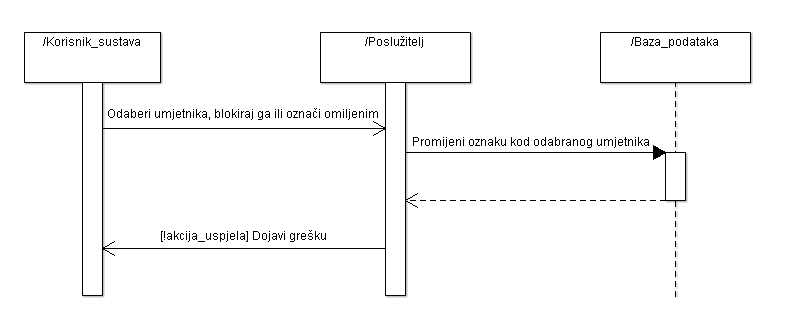 /Korisnik_sustava
/Poslužitelj
/Baza_podataka
Odaberi umjetnika, blokiraj ga ili označi omiljenim
Promijeni oznaku kod odabranog umjetnika
[!akcija_uspjela] Dojavi grešku